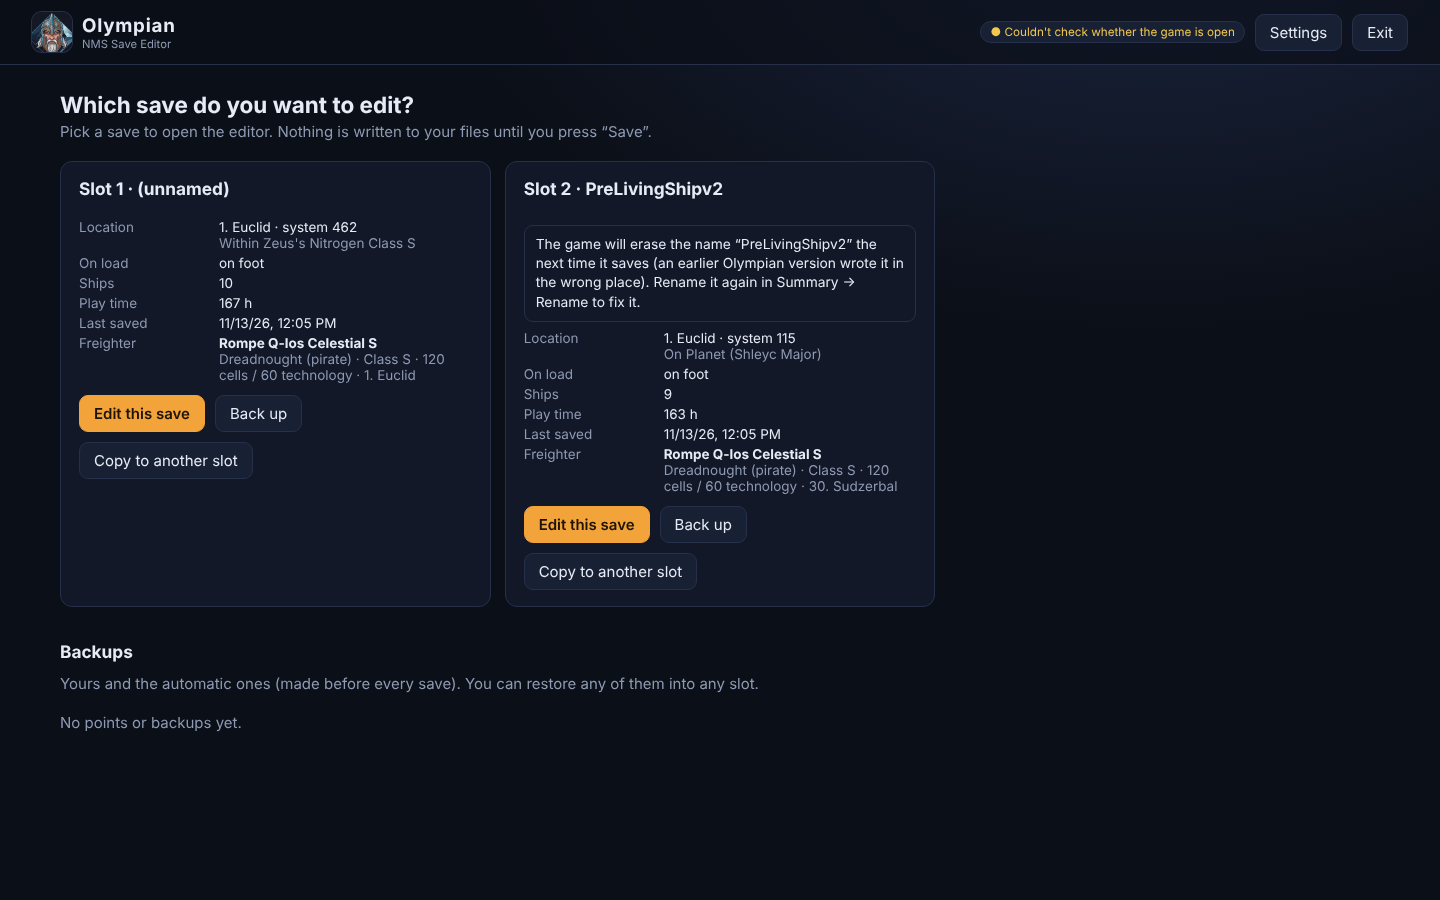 Olympian
NMS Save Editor
Couldn't check whether the game is open
Settings
Exit
Which save do you want to edit?
Pick a save to open the editor. Nothing is written to your files until you press “Save”.
Slot 1 · (unnamed)
Location
1. Euclid · system 462
Within Zeus's Nitrogen Class S
On load
on foot
Ships
10
Play time
167 h
Last saved
11/13/26, 12:05 PM
Freighter
Rompe Q-los Celestial S
Dreadnought (pirate) · Class S · 120
cells / 60 technology · 1. Euclid
Edit this save
Back up
Copy to another slot
Slot 2 · PreLivingShipv2
The game will erase the name “PreLivingShipv2” the
next time it saves (an earlier Olympian version wrote it in
the wrong place). Rename it again in Summary →
Rename to fix it.
Location
1. Euclid · system 115
On Planet (Shleyc Major)
On load
on foot
Ships
9
Play time
163 h
Last saved
11/13/26, 12:05 PM
Freighter
Rompe Q-los Celestial S
Dreadnought (pirate) · Class S · 120
cells / 60 technology · 30. Sudzerbal
Edit this save
Back up
Copy to another slot
Backups
Yours and the automatic ones (made before every save). You can restore any of them into any slot.
No points or backups yet.